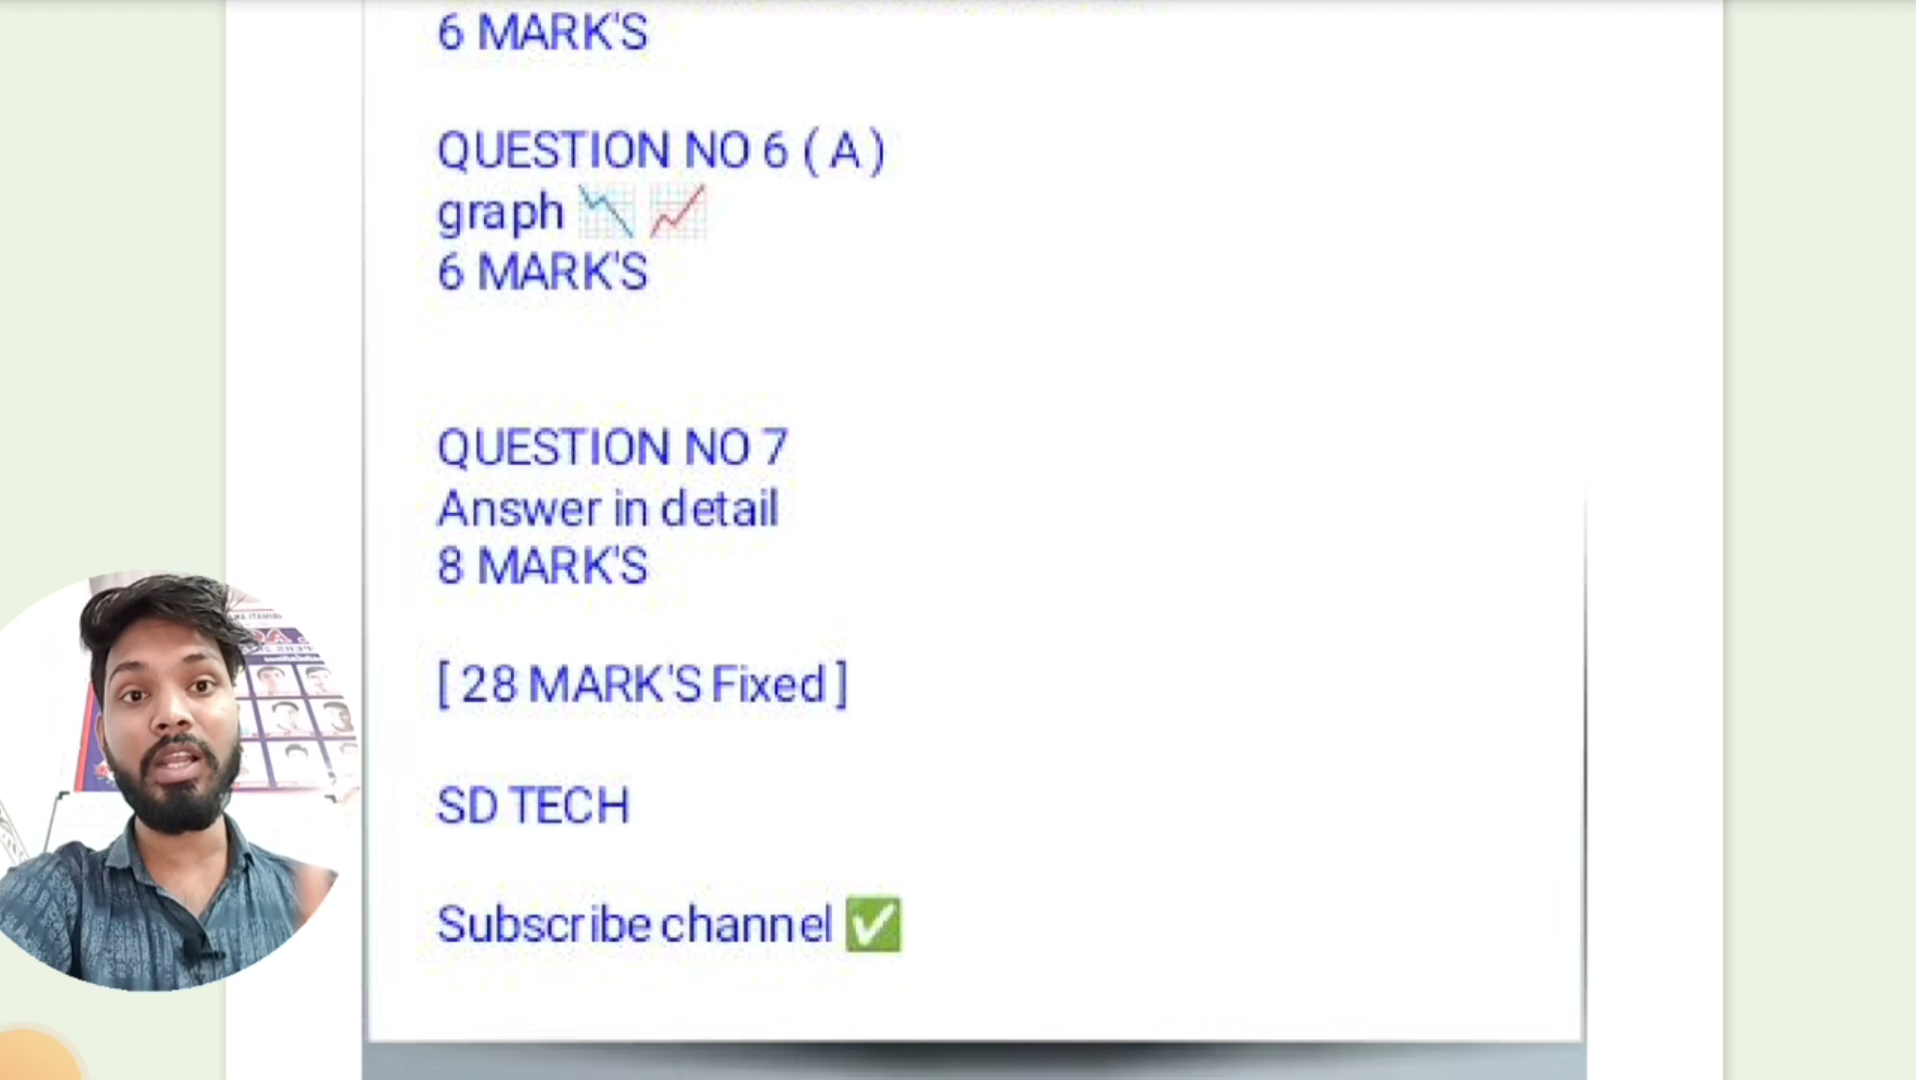 6 MARK'S
QUESTION NO 6 ( A )
graph 📉 📈
6 MARK'S
QUESTION NO 7
Answer in detail
8 MARK'S
[ 28 MARK'S Fixed ]
SD TECH
Subscribe channel ✅